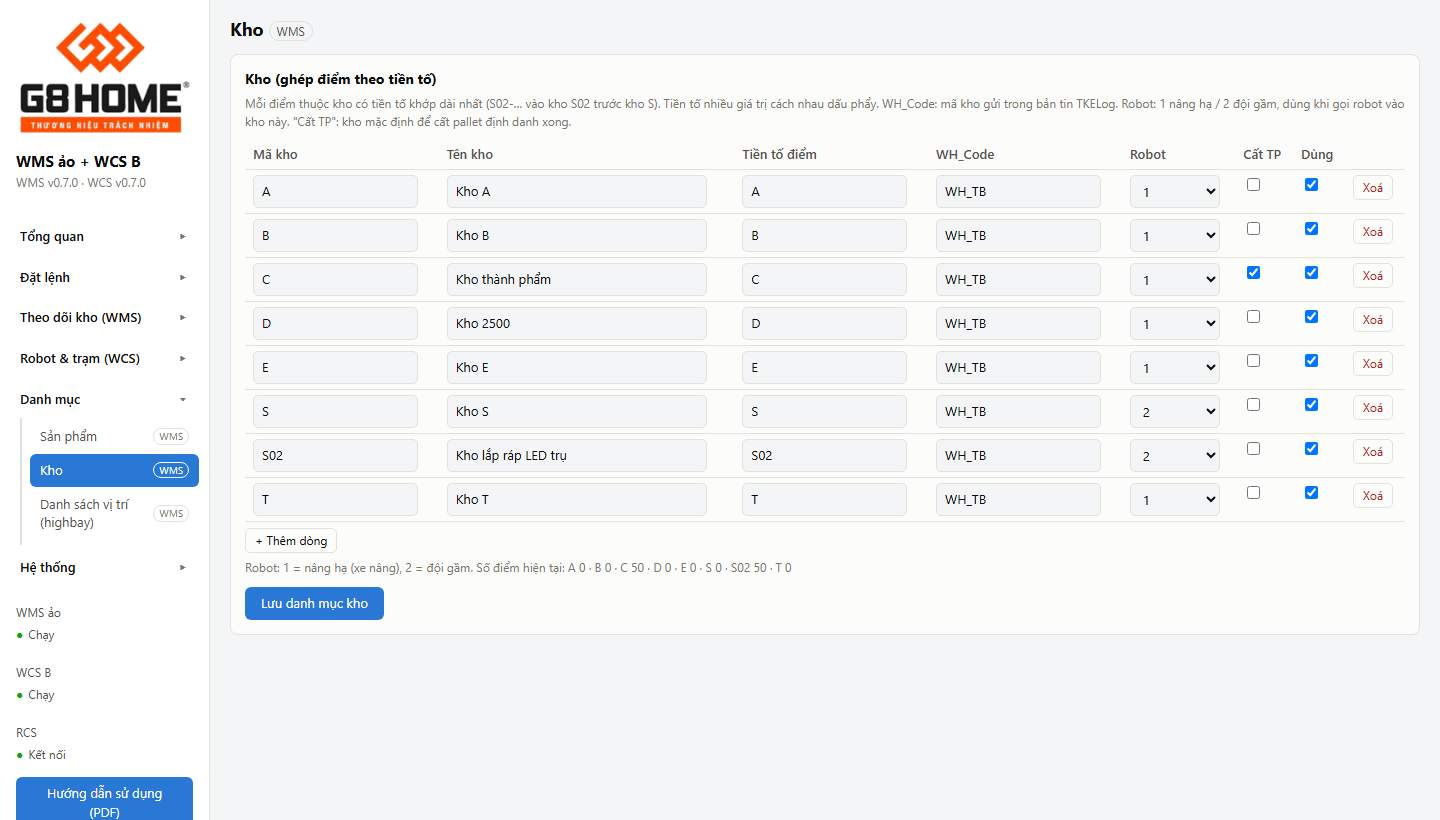 G8 HOME®
THƯƠNG HIỆU TRÁCH NHIỆM
WMS ảo + WCS B
WMS v0.7.0 · WCS v0.7.0
Tổng quan
Đặt lệnh
Theo dõi kho (WMS)
Robot & trạm (WCS)
Danh mục
Sản phẩm WMS
Kho WMS
Danh sách vị trí
(highbay) WMS
Hệ thống
WMS ảo
Chạy
WCS B
Chạy
RCS
Kết nối
Hướng dẫn sử dụng
(PDF)
Kho WMS
Kho (ghép điểm theo tiền tố)
Mỗi điểm thuộc kho có tiền tố khớp dài nhất (S02-... vào kho S02 trước kho S). Tiền tố nhiều giá trị cách nhau dấu phẩy. WH_Code: mã kho gửi trong bản tin TKELog. Robot: 1 nâng hạ / 2 đội gầm, dùng khi gọi robot vào
kho này. "Cất TP": kho mặc định để cất pallet định danh xong.
Mã kho Tên kho Tiền tố điểm WH_Code Robot Cất TP Dùng
A Kho A A WH_TB 1 Xoá
B Kho B B WH_TB 1 Xoá
C Kho thành phẩm C WH_TB 1 Xoá
D Kho 2500 D WH_TB 1 Xoá
E Kho E E WH_TB 1 Xoá
S Kho S S WH_TB 2 Xoá
S02 Kho lắp ráp LED trụ S02 WH_TB 2 Xoá
T Kho T T WH_TB 1 Xoá
+ Thêm dòng
Robot: 1 = nâng hạ (xe nâng), 2 = đội gầm. Số điểm hiện tại: A 0 · B 0 · C 50 · D 0 · E 0 · S 0 · S02 50 · T 0
Lưu danh mục kho